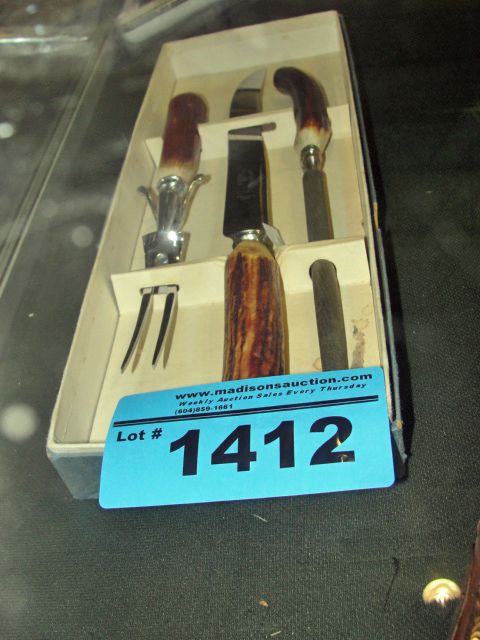 www.madisonsauction.com
Weekly Auction Sales Every Thursday
(604)859-1661
Lot # 1412